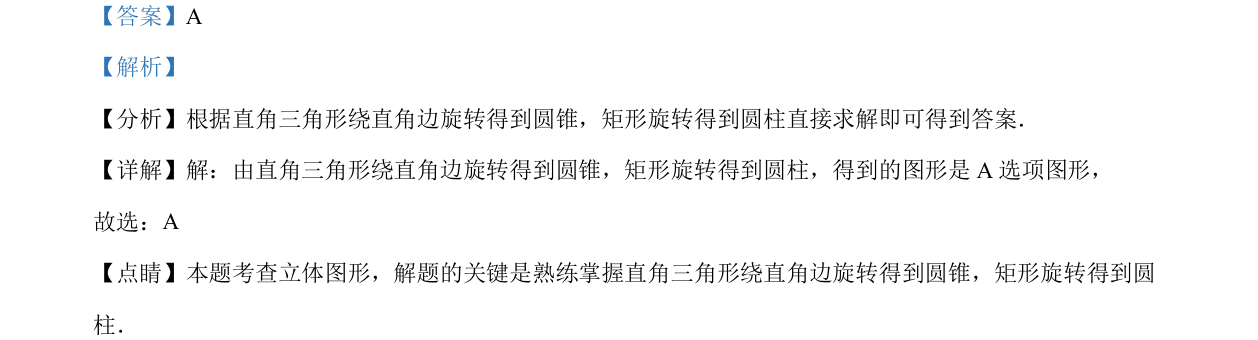 【答案】A
【解析】
【分析】根据直角三角形绕直角边旋转得到圆锥，矩形旋转得到圆柱直接求解即可得到答案．
【详解】解：由直角三角形绕直角边旋转得到圆锥，矩形旋转得到圆柱，得到的图形是 A 选项图形，
故选：A
【点睛】本题考查立体图形，解题的关键是熟练掌握直角三角形绕直角边旋转得到圆锥，矩形旋转得到圆
柱．